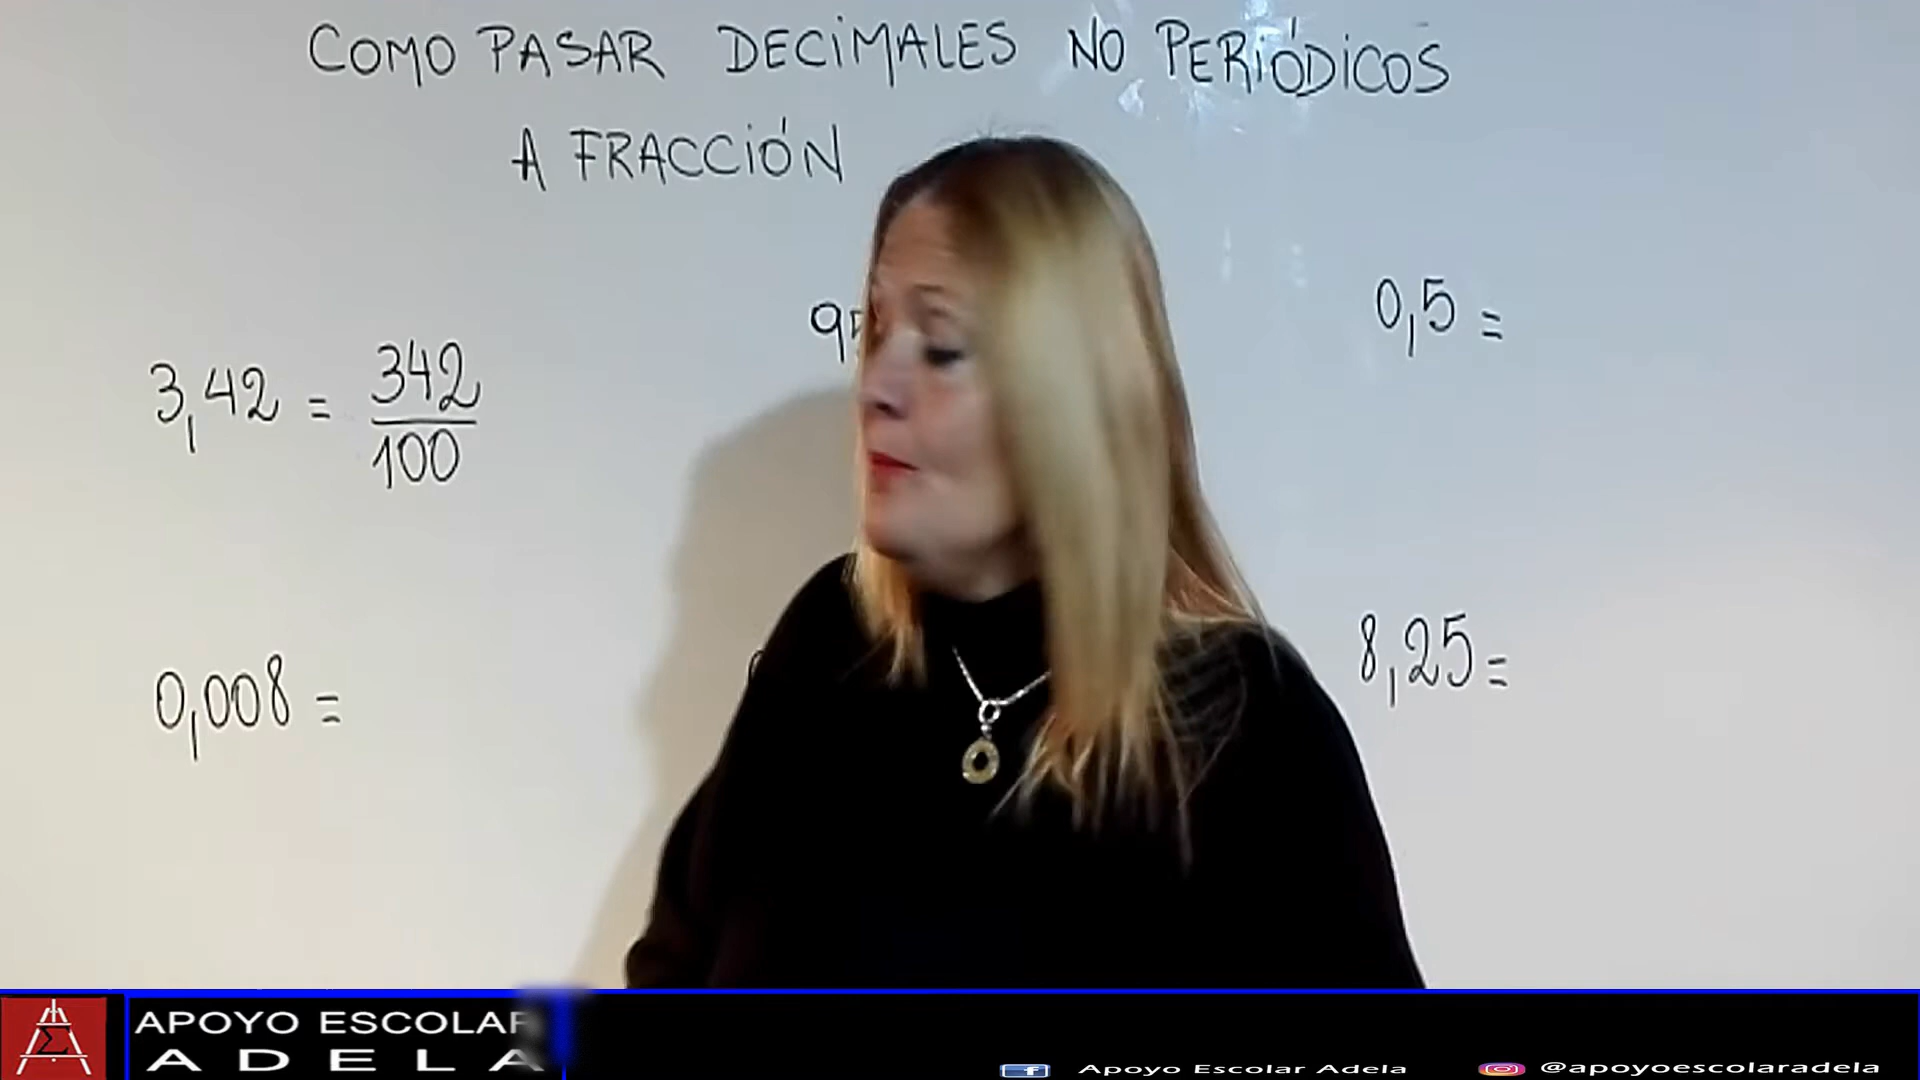 COMO PASAR DECIMALES NO PERIÓDICOS
A FRACCIÓN
3,42 = 342/100
0,5 =
0,008 =
8,25 =
APOYO ESCOLAR
ADELA
Apoyo Escolar Adela
@apoyoescolaradela